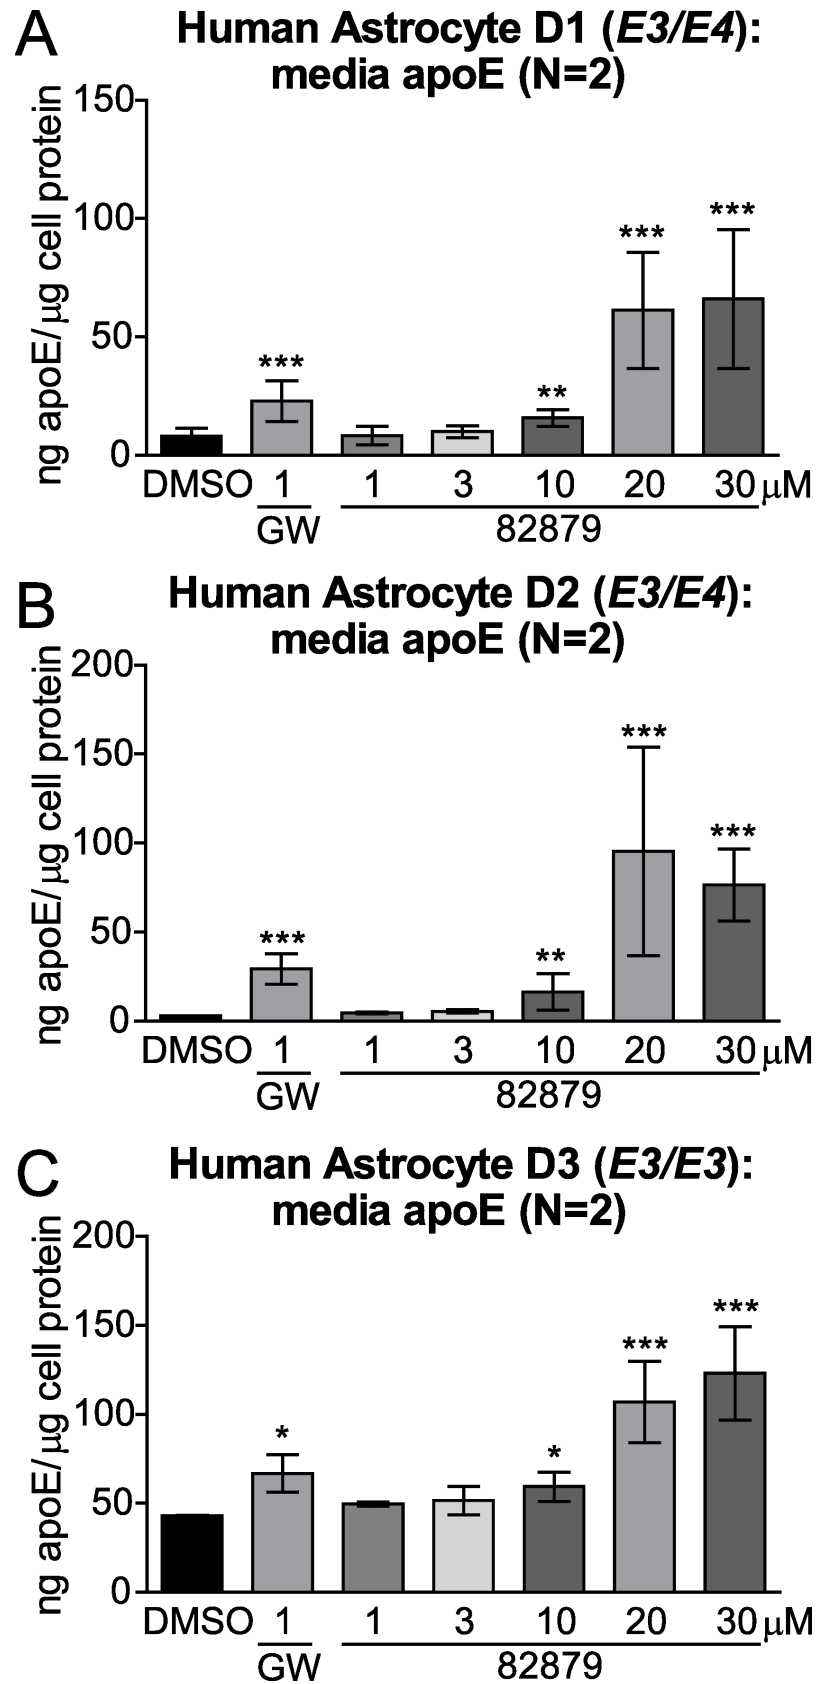 A
Human Astrocyte D1 (E3/E4):
media apoE (N=2)
ng apoE/µg cell protein
150
100
50
0
***
**
***
***
DMSO 1 1 3 10 20 30 µM
GW 82879
B
Human Astrocyte D2 (E3/E4):
media apoE (N=2)
ng apoE/µg cell protein
200
150
100
50
0
***
**
***
***
DMSO 1 1 3 10 20 30 µM
GW 82879
C
Human Astrocyte D3 (E3/E3):
media apoE (N=2)
ng apoE/µg cell protein
200
150
100
50
0
*
*
***
***
DMSO 1 1 3 10 20 30 µM
GW 82879